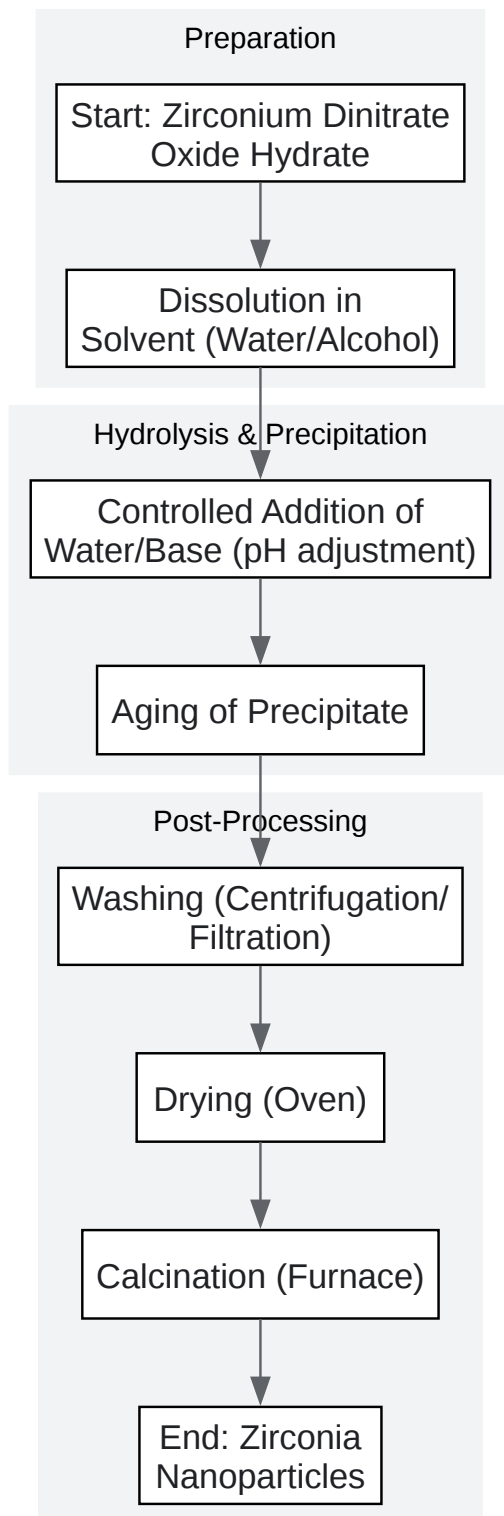 Preparation
Start: Zirconium Dinitrate
Oxide Hydrate
Dissolution in
Solvent (Water/Alcohol)
Hydrolysis & Precipitation
Controlled Addition of
Water/Base (pH adjustment)
Aging of Precipitate
Post-Processing
Washing (Centrifugation/
Filtration)
Drying (Oven)
Calcination (Furnace)
End: Zirconia
Nanoparticles